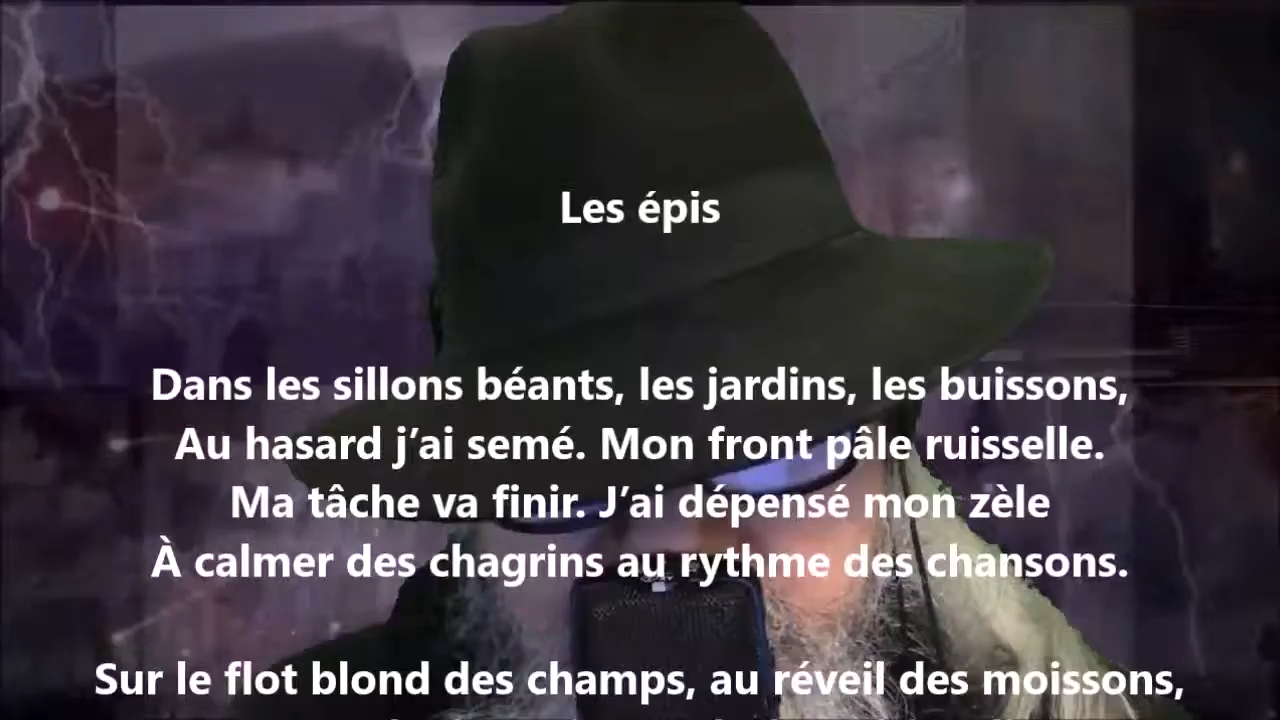 Les épis
Dans les sillons béants, les jardins, les buissons,
Au hasard j’ai semé. Mon front pâle ruisselle.
Ma tâche va finir. J’ai dépensé mon zèle
À calmer des chagrins au rythme des chansons.
Sur le flot blond des champs, au réveil des moissons,